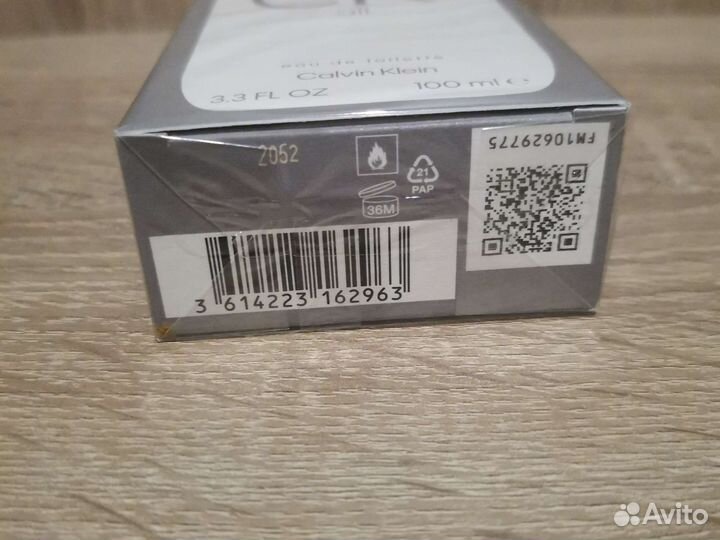 all
eau de toilette
Calvin Klein
3.3 FL OZ 100 ml ℮
2052
21
PAP
36M
FM10629775
3 614223 162963
Avito